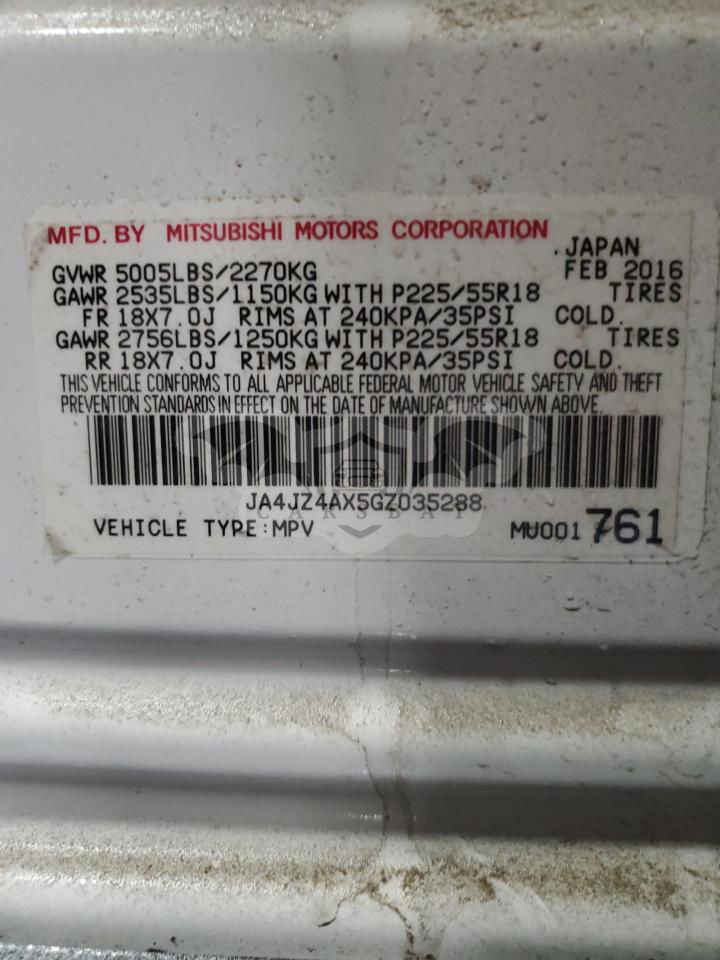 MFD. BY MITSUBISHI MOTORS CORPORATION
.JAPAN
GVWR 5005LBS/2270KG FEB 2016
GAWR 2535LBS/1150KG WITH P225/55R18 TIRES
FR 18X7.0J RIMS AT 240KPA/35PSI COLD.
GAWR 2756LBS/1250KG WITH P225/55R18 TIRES
RR 18X7.0J RIMS AT 240KPA/35PSI COLD.
THIS VEHICLE CONFORMS TO ALL APPLICABLE FEDERAL MOTOR VEHICLE SAFETY AND THEFT
PREVENTION STANDARDS IN EFFECT ON THE DATE OF MANUFACTURE SHOWN ABOVE.
JA4JZ4AX5GZ035288
CARSBAT
VEHICLE TYPE:MPV MU001 761